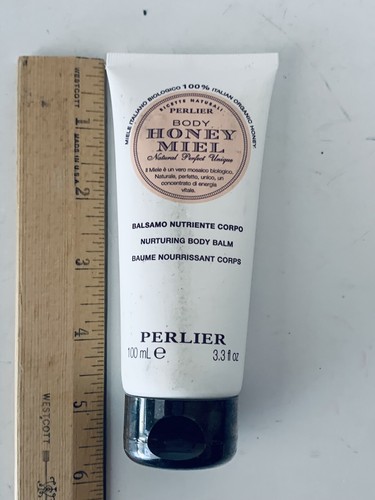 WESTCOTT
1
MADE IN U.S.A.
2
3
4
WESTCOTT
5
6
MIELE ITALIANO BIOLOGICO 100% ITALIAN ORGANIC HONEY
RICETTE NATURALI
PERLIER
BODY
HONEY
MIEL
Natural Perfect Unique
Il Miele è un vero mosaico biologico.
Naturale, perfetto, unico, un
concentrato di energia
vitale.
BALSAMO NUTRIENTE CORPO
NURTURING BODY BALM
BAUME NOURRISSANT CORPS
PERLIER
100 mL e 3.3 fl oz